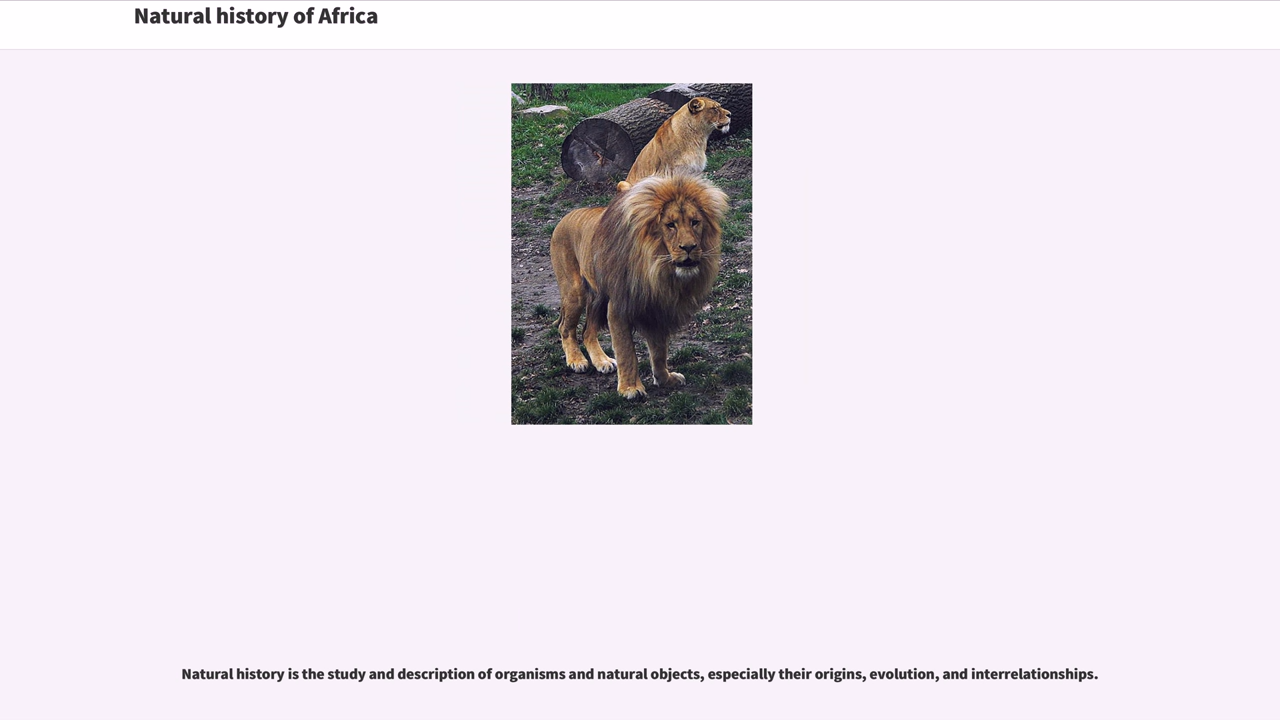 Natural history of Africa
Natural history is the study and description of organisms and natural objects, especially their origins, evolution, and interrelationships.